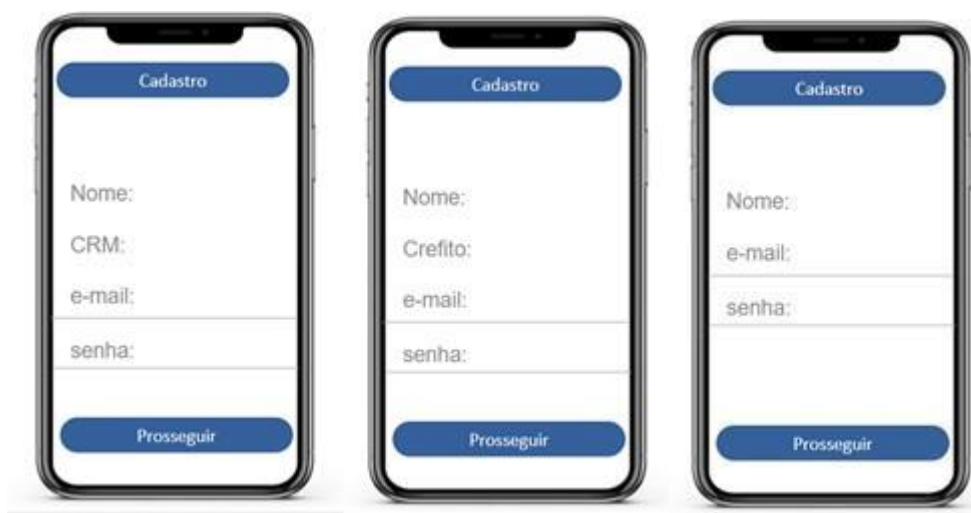 Cadastro
Nome:
CRM:
e-mail:
senha:
Prosseguir
Cadastro
Nome:
Crefito:
e-mail:
senha:
Prosseguir
Cadastro
Nome:
e-mail:
senha:
Prosseguir